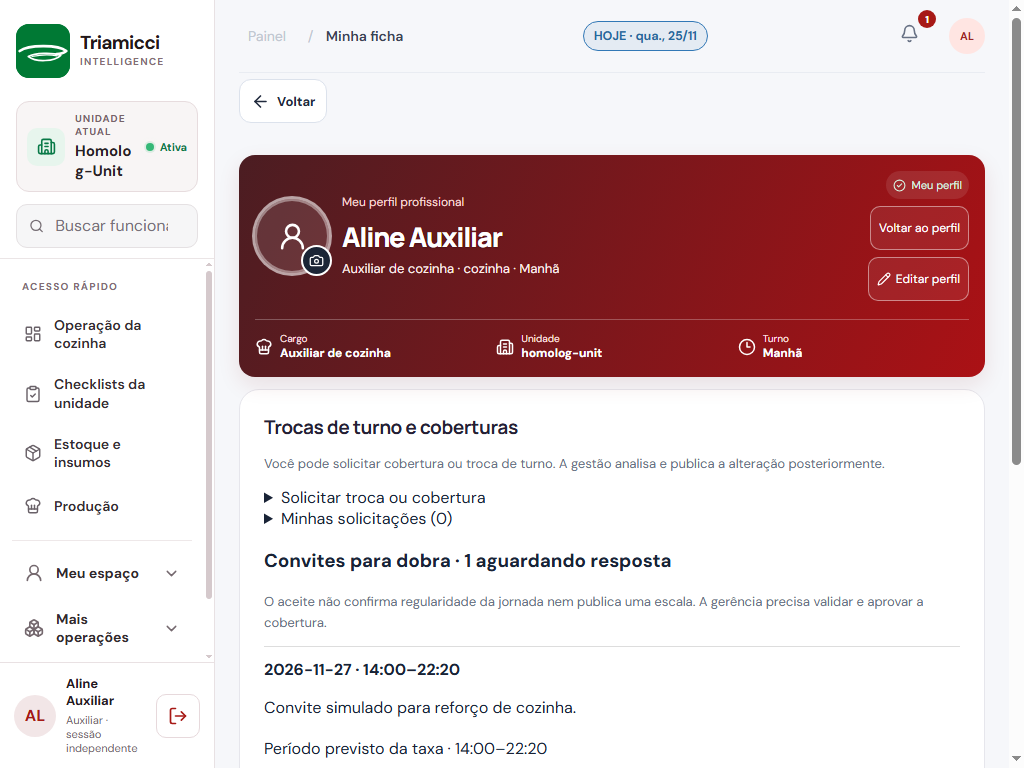 Triamicci
INTELLIGENCE
UNIDADE
ATUAL
Homolo
g-Unit
Ativa
ACESSO RÁPIDO
Operação da
cozinha
Checklists da
unidade
Estoque e
insumos
Produção
Meu espaço
Mais
operações
AL
Aline
Auxiliar
Auxiliar ·
sessão
independente
Painel / Minha ficha
HOJE · qua., 25/11
1
AL
Voltar
Meu perfil
Meu perfil profissional
Aline Auxiliar
Auxiliar de cozinha · cozinha · Manhã
Voltar ao perfil
Editar perfil
Cargo
Auxiliar de cozinha
Unidade
homolog-unit
Turno
Manhã
Trocas de turno e coberturas
Você pode solicitar cobertura ou troca de turno. A gestão analisa e publica a alteração posteriormente.
Solicitar troca ou cobertura
Minhas solicitações (0)
Convites para dobra · 1 aguardando resposta
O aceite não confirma regularidade da jornada nem publica uma escala. A gerência precisa validar e aprovar a
cobertura.
2026-11-27 · 14:00–22:20
Convite simulado para reforço de cozinha.
Período previsto da taxa · 14:00–22:20
Buscar